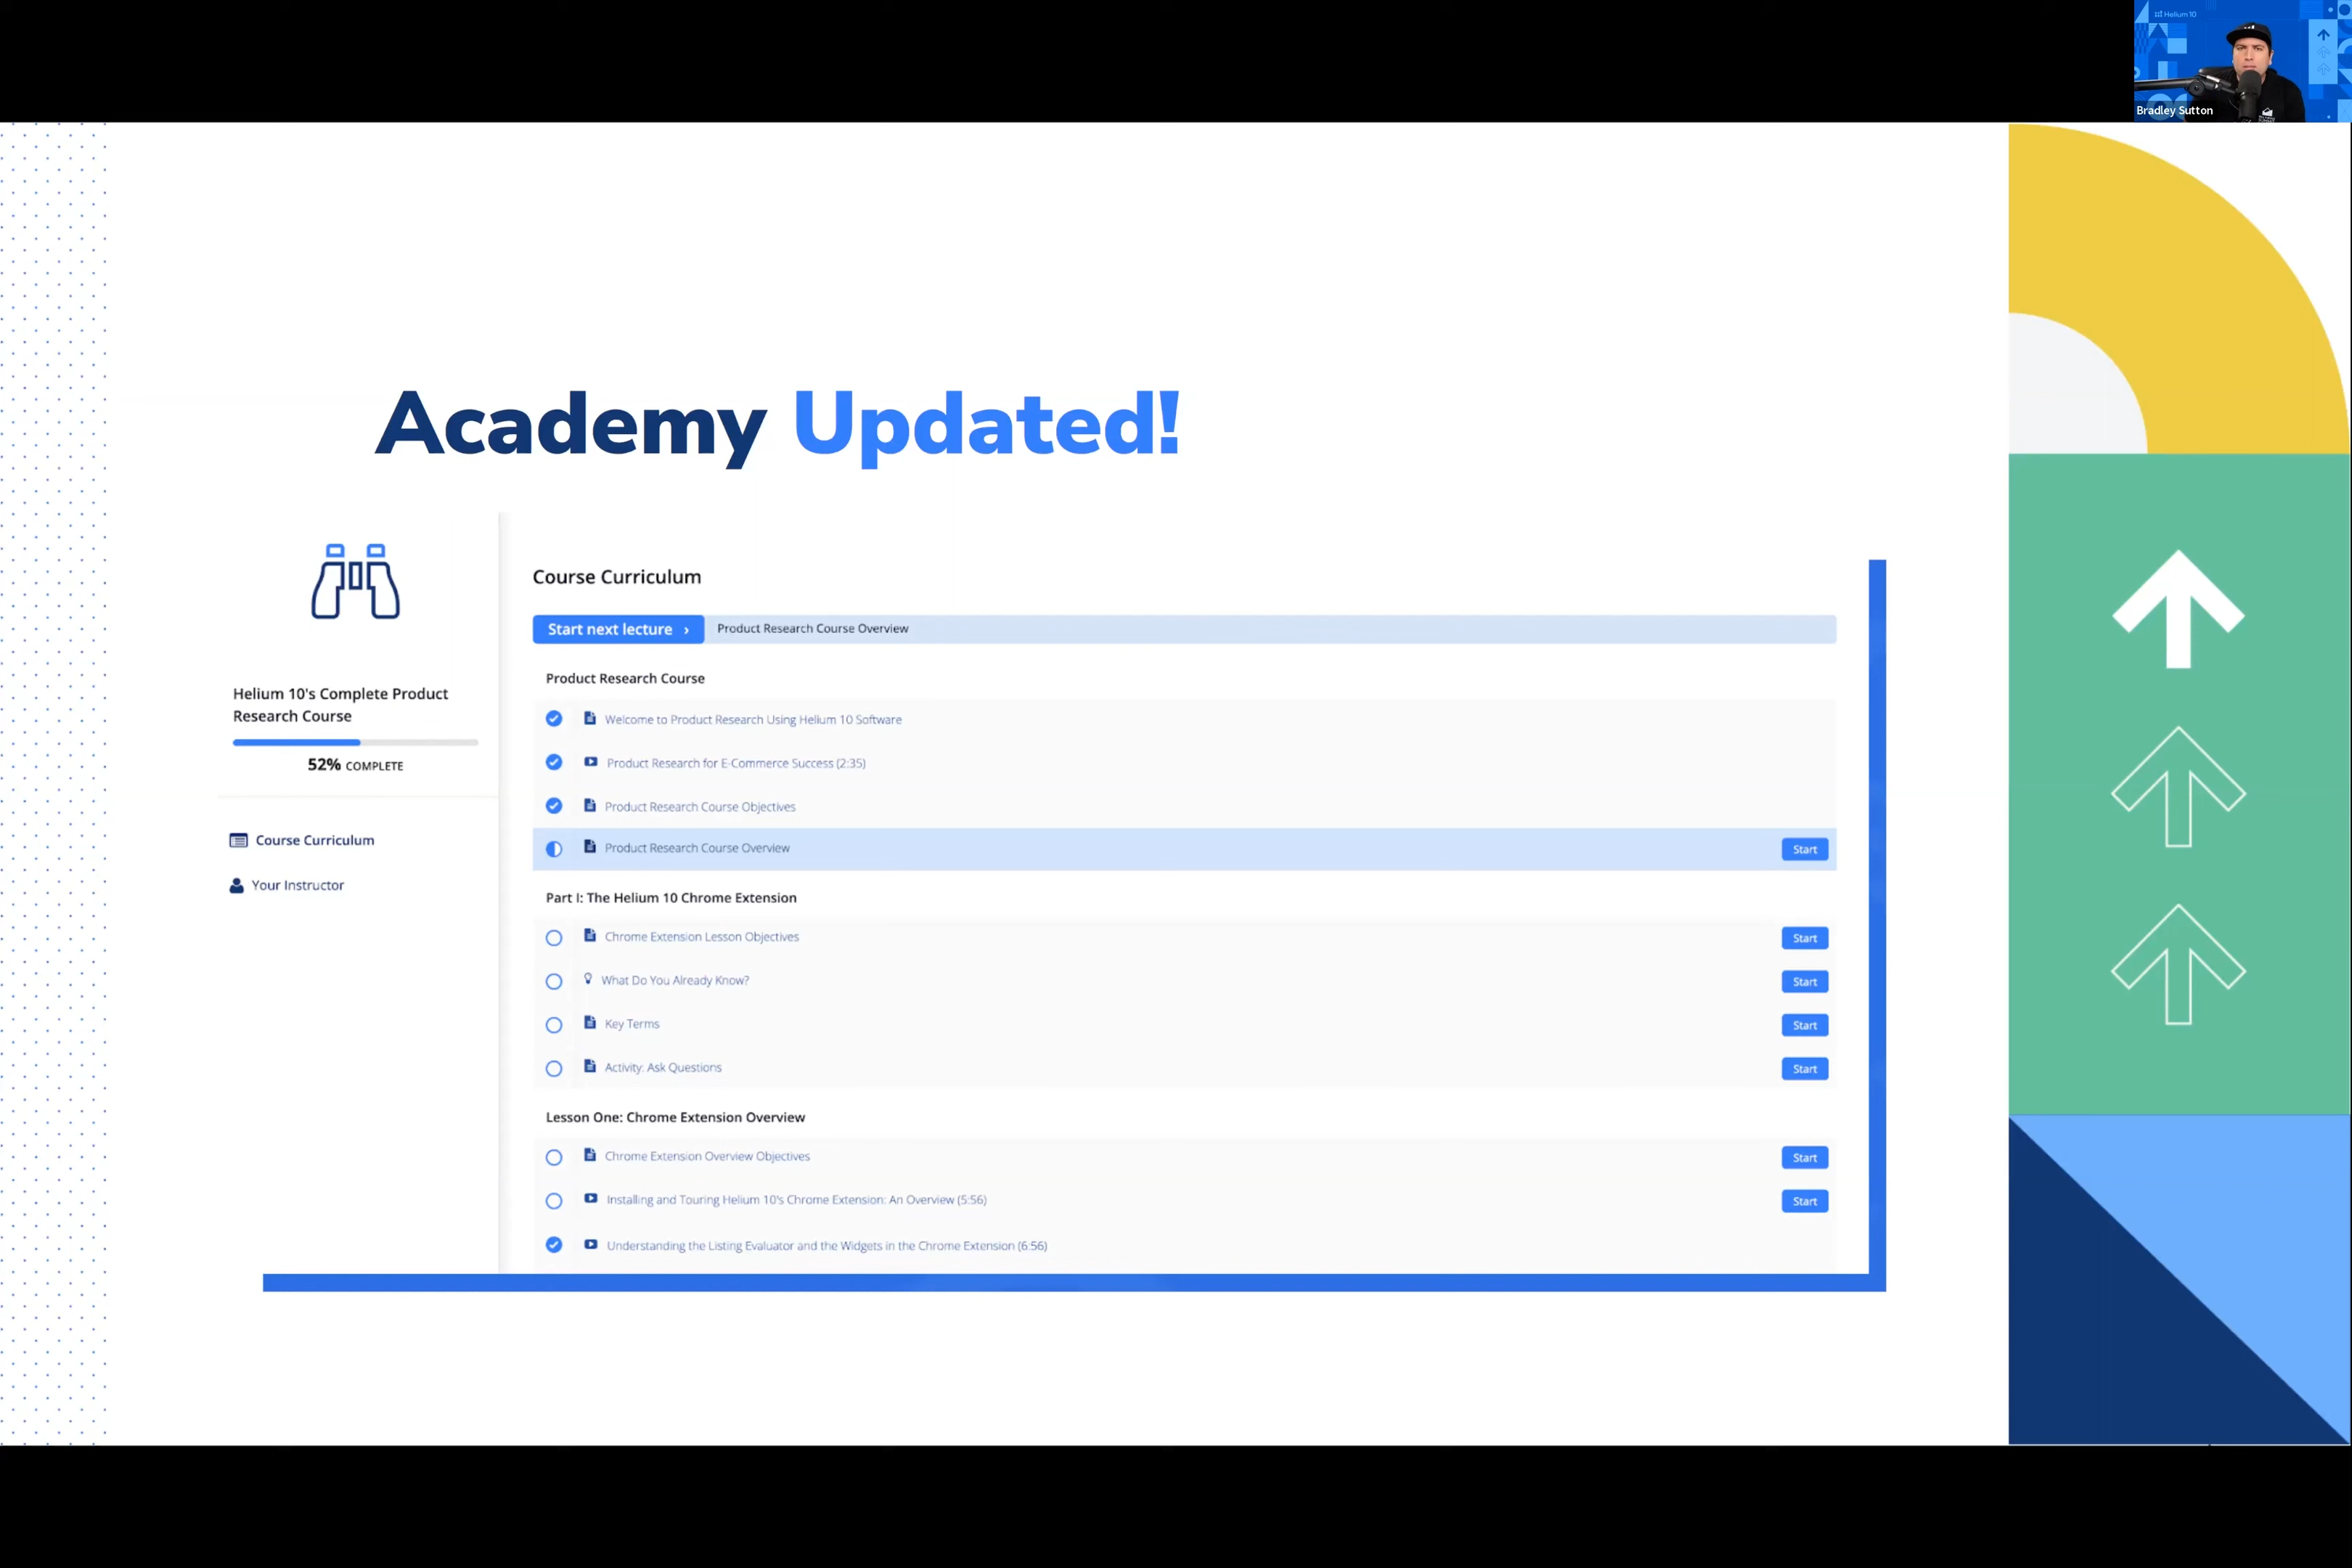 Helium 10
Bradley Sutton
Academy Updated!
Helium 10's Complete Product
Research Course
52% COMPLETE
Course Curriculum
Your Instructor
Course Curriculum
Start next lecture › Product Research Course Overview
Product Research Course
Welcome to Product Research Using Helium 10 Software
Product Research for E-Commerce Success (2:35)
Product Research Course Objectives
Product Research Course Overview Start
Part I: The Helium 10 Chrome Extension
Chrome Extension Lesson Objectives Start
What Do You Already Know? Start
Key Terms Start
Activity: Ask Questions Start
Lesson One: Chrome Extension Overview
Chrome Extension Overview Objectives Start
Installing and Touring Helium 10's Chrome Extension: An Overview (5:56) Start
Understanding the Listing Evaluator and the Widgets in the Chrome Extension (6:56)